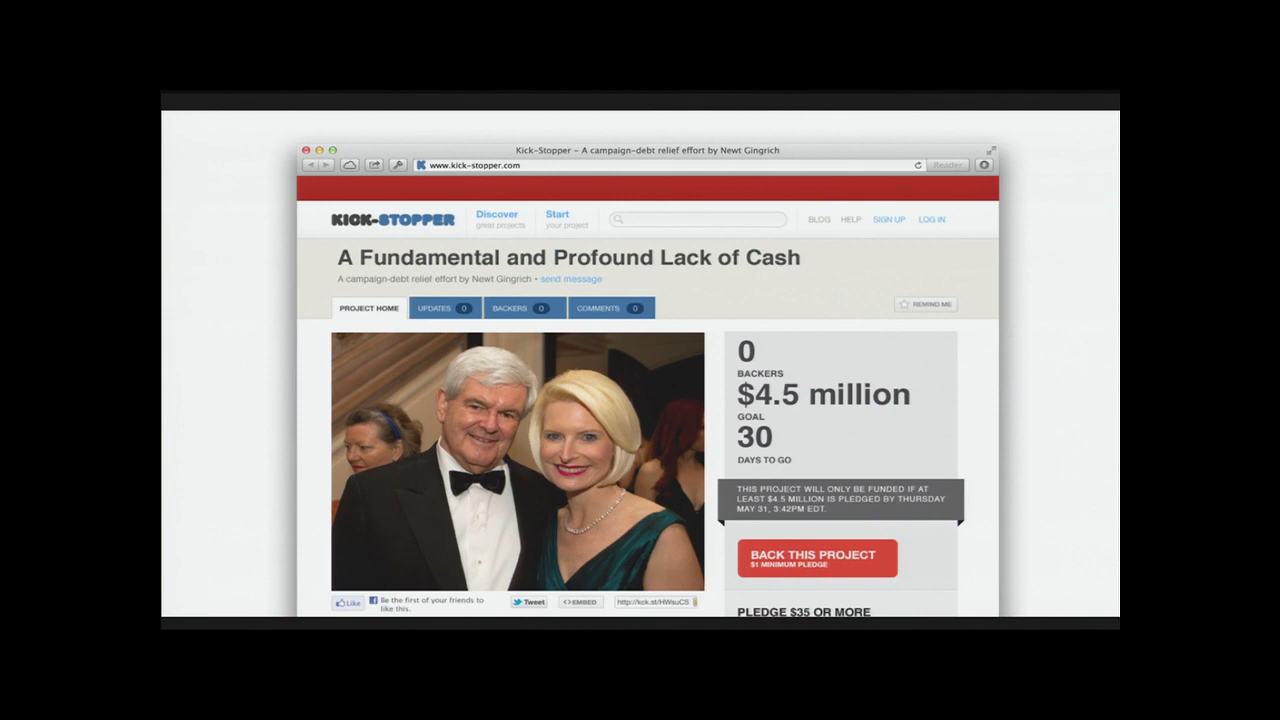 Kick-Stopper – A campaign-debt relief effort by Newt Gingrich
www.kick-stopper.com
Reader
KICK-STOPPER
Discover
great projects
Start
your project
BLOG HELP SIGN UP LOG IN
A Fundamental and Profound Lack of Cash
A campaign-debt relief effort by Newt Gingrich • send message
PROJECT HOME
UPDATES 0
BACKERS 0
COMMENTS 0
REMIND ME
0
BACKERS
$4.5 million
GOAL
30
DAYS TO GO
THIS PROJECT WILL ONLY BE FUNDED IF AT
LEAST $4.5 MILLION IS PLEDGED BY THURSDAY
MAY 31, 3:42PM EDT.
BACK THIS PROJECT
$1 MINIMUM PLEDGE
PLEDGE $35 OR MORE
Like
Be the first of your friends to
like this.
Tweet
<>EMBED
http://kck.st/HWsuCS